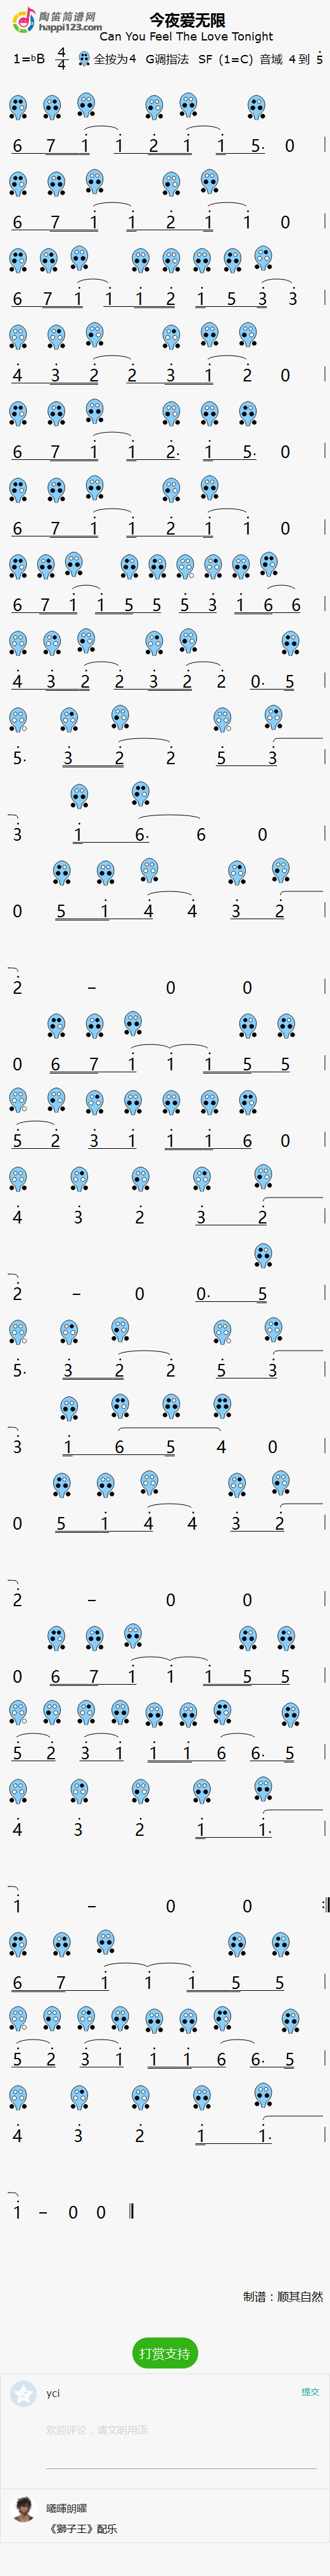 陶笛简谱网
happi123.com
今夜爱无限
Can You Feel The Love Tonight
1=bB 4/4 全按为4 G调指法 SF (1=C) 音域 4 到 5̇
6 7 1̇ 1̇ 2̇ 1̇ 1̇ 5. 0 |
6 7 1̇ 1̇ 2̇ 1̇ 1̇ 0 |
6 7 1̇ 1̇ 1̇ 2̇ 1̇ 5 3̇ 3̇ |
4̇ 3̇ 2̇ 2̇ 3̇ 1̇ 2̇ 0 |
6 7 1̇ 1̇ 2̇. 1̇ 5. 0 |
6 7 1̇ 1̇ 2̇ 1̇ 1̇ 0 |
6 7 1̇ 1̇ 5 5 5̇ 3̇ 1̇ 6 6 |
4̇ 3̇ 2̇ 2̇ 3̇ 2̇ 2̇ 0. 5 |
5̇. 3̇ 2̇ 2̇ 5̇ 3̇ |
3̇ 1̇ 6. 6 0 |
0 5 1̇ 4̇ 4̇ 3̇ 2̇ |
2̇ – 0 0 |
0 6 7 1̇ 1̇ 1̇ 5 5 |
5̇ 2̇ 3̇ 1̇ 1̇ 1̇ 6 0 |
4̇ 3̇ 2̇ 3̇ 2̇ |
2̇ – 0 0. 5 |
5̇. 3̇ 2̇ 2̇ 5̇ 3̇ |
3̇ 1̇ 6 5 4 0 |
0 5 1̇ 4̇ 4̇ 3̇ 2̇ |
2̇ – 0 0 |
0 6 7 1̇ 1̇ 1̇ 5 5 |
5̇ 2̇ 3̇ 1̇ 1̇ 1̇ 6 6. 5 |
4̇ 3̇ 2̇ 1̇ 1̇. |
1̇ – 0 0 :‖
6 7 1̇ 1̇ 1̇ 5 5 |
5̇ 2̇ 3̇ 1̇ 1̇ 1̇ 6 6. 5 |
4̇ 3̇ 2̇ 1̇ 1̇. |
1̇ – 0 0 ‖
制谱：顺其自然
打赏支持
yci 提交
欢迎评论，请文明用语
曦暉朗曜
《狮子王》配乐